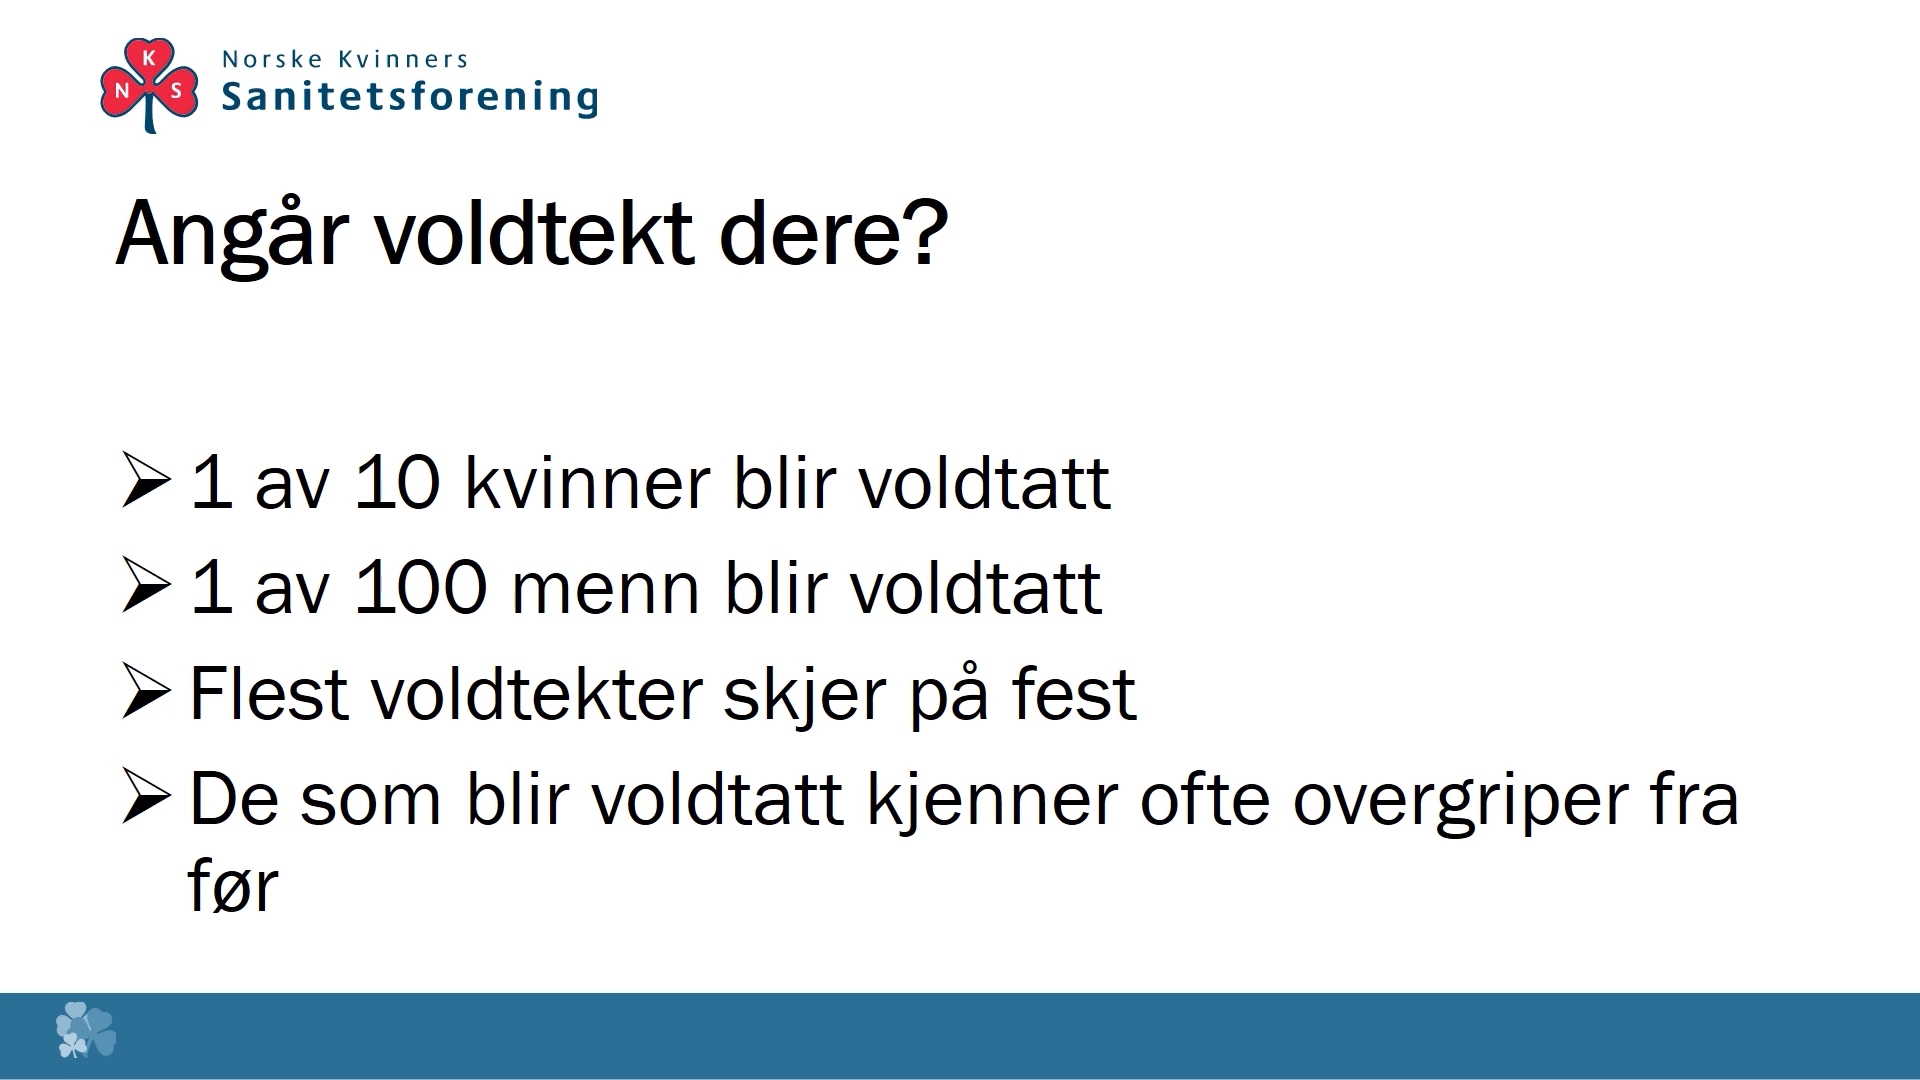 K
N S
Norske Kvinners
Sanitetsforening
Angår voldtekt dere?
➢ 1 av 10 kvinner blir voldtatt
➢ 1 av 100 menn blir voldtatt
➢ Flest voldtekter skjer på fest
➢ De som blir voldtatt kjenner ofte overgriper fra
før